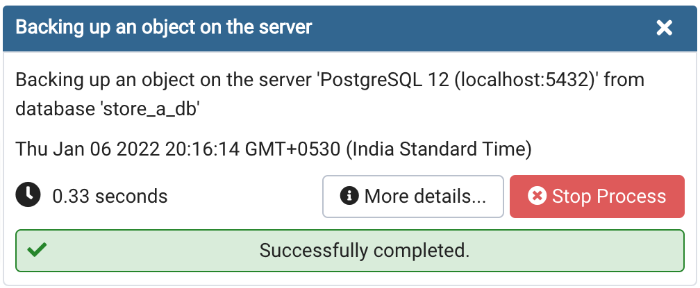 Backing up an object on the server
Backing up an object on the server 'PostgreSQL 12 (localhost:5432)' from
database 'store_a_db'
Thu Jan 06 2022 20:16:14 GMT+0530 (India Standard Time)
0.33 seconds
More details...
Stop Process
Successfully completed.